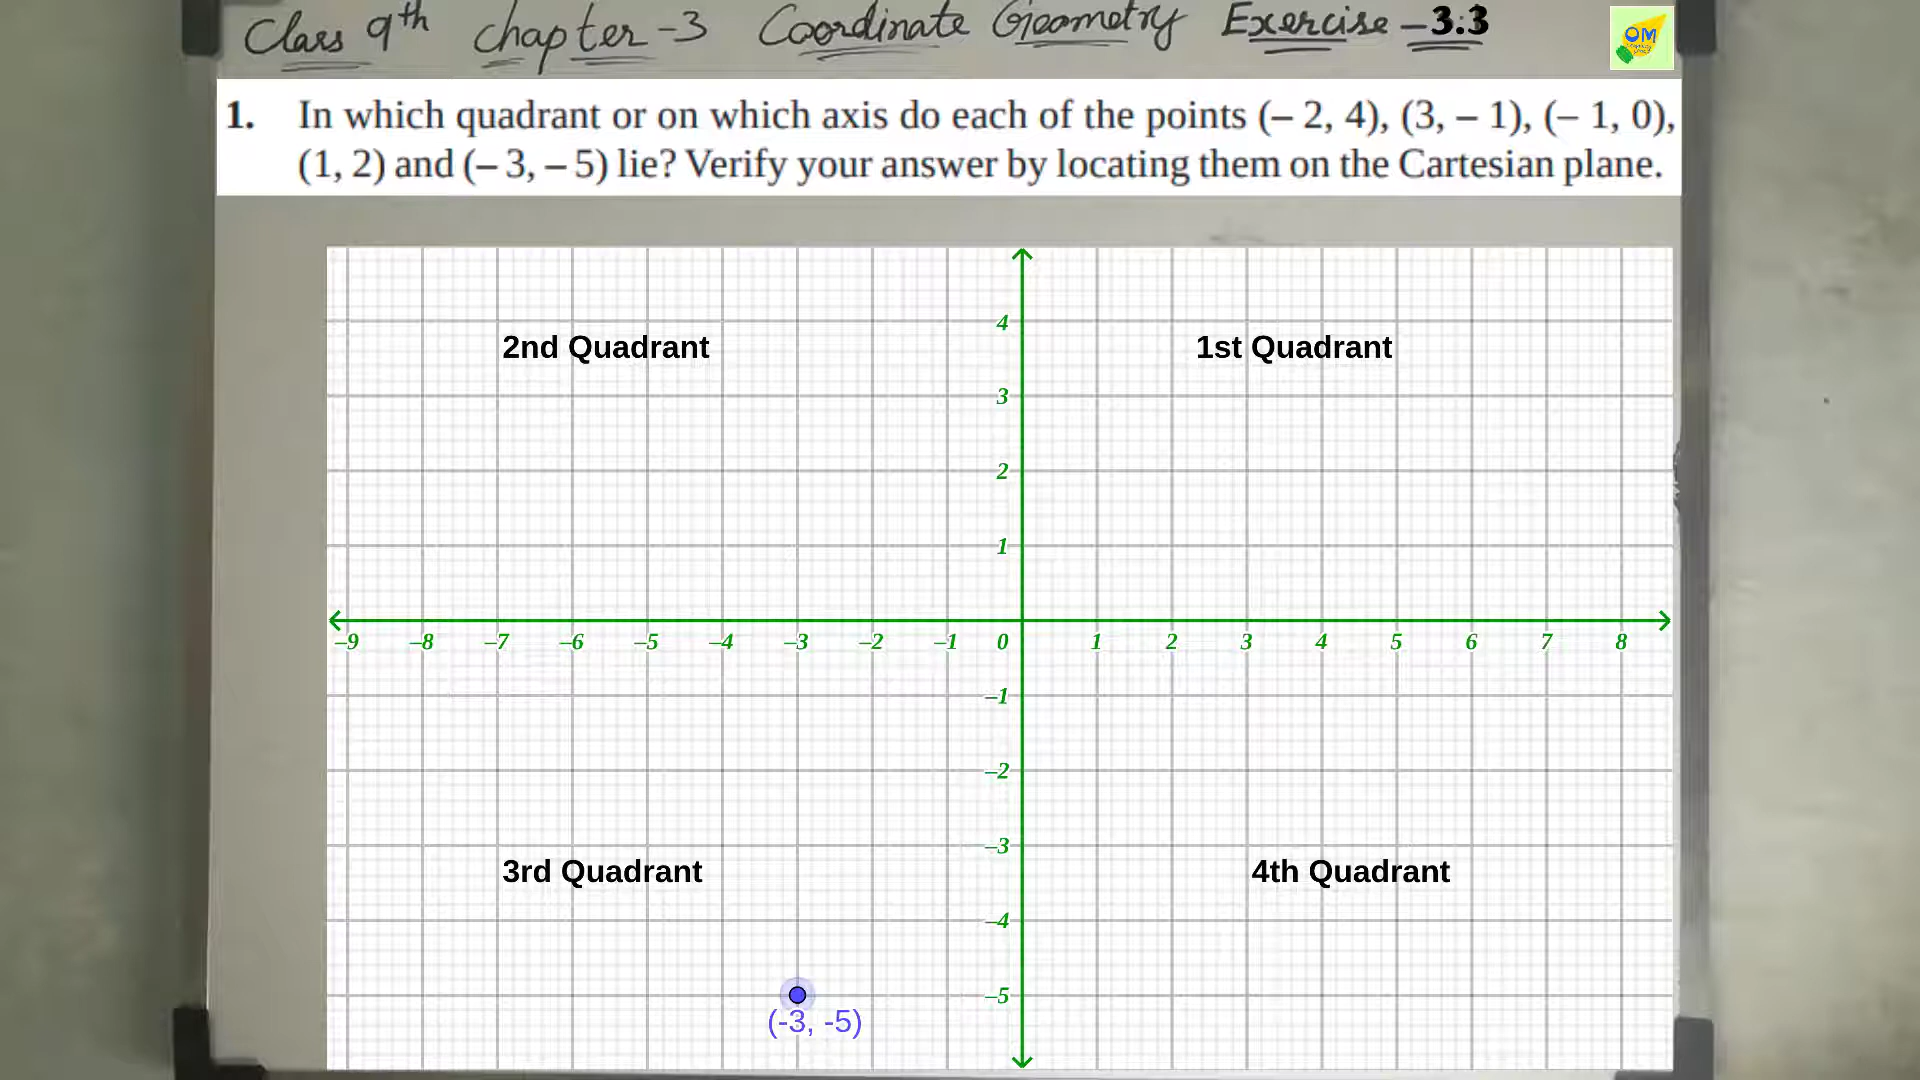 Class 9th chapter-3 Coordinate Geometry Exercise -3.3
OM
1. In which quadrant or on which axis do each of the points (– 2, 4), (3, – 1), (– 1, 0),
(1, 2) and (– 3, – 5) lie? Verify your answer by locating them on the Cartesian plane.
4
2nd Quadrant 1st Quadrant
3
2
1
–9 –8 –7 –6 –5 –4 –3 –2 –1 0 1 2 3 4 5 6 7 8
–1
–2
–3
3rd Quadrant 4th Quadrant
–4
–5
(-3, -5)